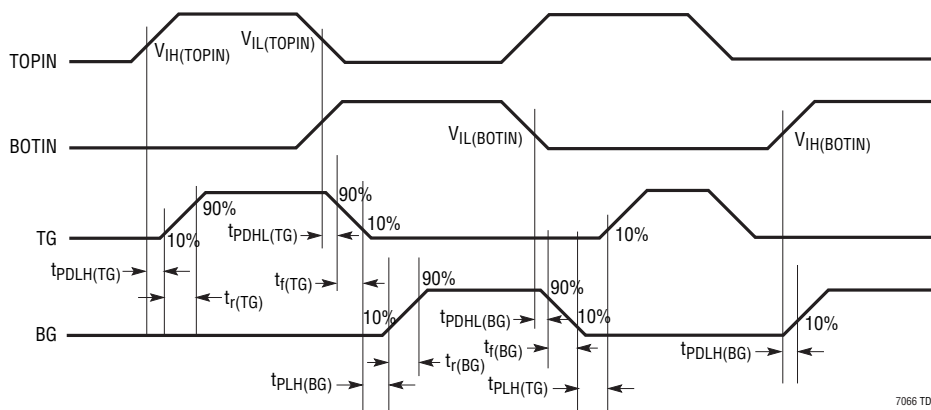 TOPIN
VIH(TOPIN)
VIL(TOPIN)
BOTIN
VIL(BOTIN)
VIH(BOTIN)
TG
10%
90%
90%
10%
10%
tPDHL(TG)
tPDLH(TG)
tr(TG)
tf(TG)
BG
10%
90%
90%
10%
10%
tPDHL(BG)
tr(BG)
tf(BG)
tPDLH(BG)
tPLH(BG)
tPLH(TG)
7066 TD